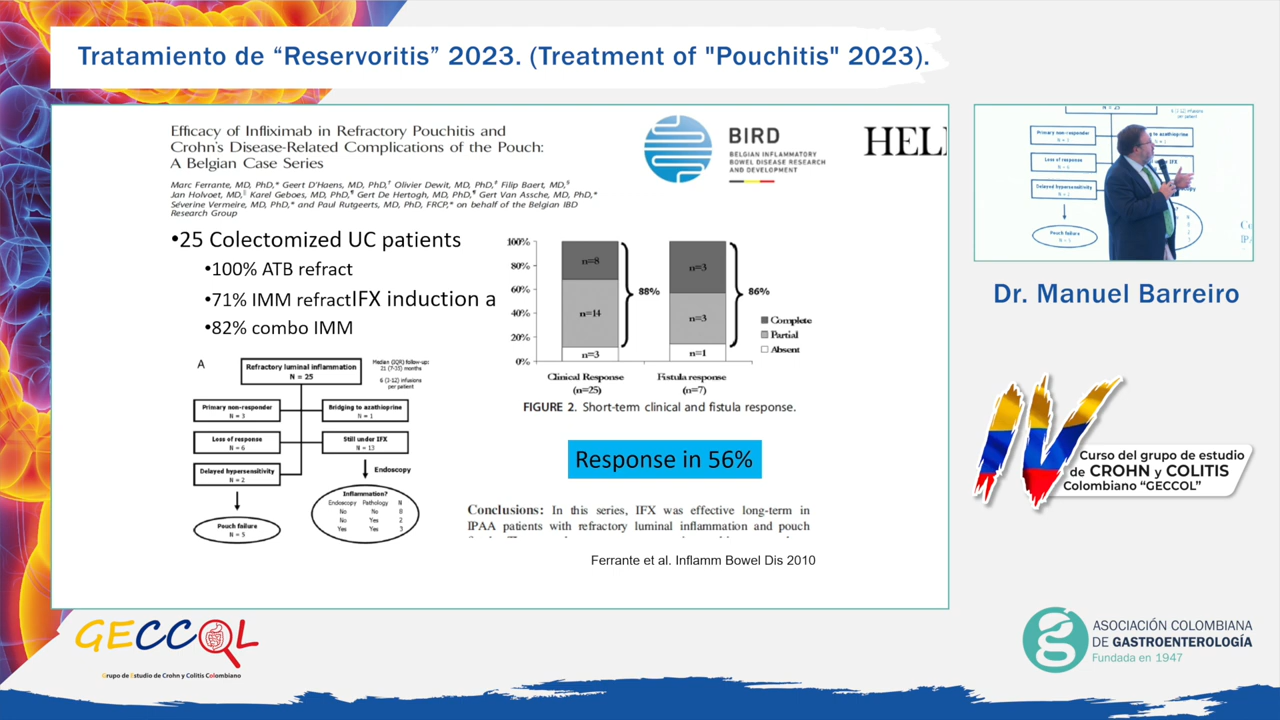 Tratamiento de “Reservoritis” 2023. (Treatment of "Pouchitis" 2023).
Efficacy of Infliximab in Refractory Pouchitis and
Crohn's Disease-Related Complications of the Pouch:
A Belgian Case Series
Marc Ferrante, MD, PhD,* Geert D'Haens, MD, PhD,† Olivier Dewit, MD, PhD,‡ Filip Baert, MD,§
Jan Holvoet, MD,|| Karel Geboes, MD, PhD,¶ Gert De Hertogh, MD, PhD,¶ Gert Van Assche, MD, PhD,*
Séverine Vermeire, MD, PhD,* and Paul Rutgeerts, MD, PhD, FRCP,* on behalf of the Belgian IBD
Research Group
BIRD
BELGIAN INFLAMMATORY
BOWEL DISEASE RESEARCH
AND DEVELOPMENT
HEL
•25 Colectomized UC patients
•100% ATB refract
•71% IMM refractIFX induction a
•82% combo IMM
A
Refractory luminal inflammation
N = 25
Median (IQR) follow-up:
21 (7-33) months
6 (3-12) infusions
per patient
Primary non-responder
N = 3
Bridging to azathioprine
N = 1
Loss of response
N = 6
Still under IFX
N = 13
Delayed hypersensitivity
N = 2
Endoscopy
Pouch failure
N = 5
Inflammation?
Endoscopy Pathology N
No No 8
No Yes 2
Yes Yes 3
100%
80%
60%
40%
20%
0%
n=8
n=14
n=3
88%
n=3
n=3
n=1
86%
Complete
Partial
Absent
Clinical Response
(n=25)
Fistula response
(n=7)
FIGURE 2. Short-term clinical and fistula response.
Response in 56%
Conclusions: In this series, IFX was effective long-term in
IPAA patients with refractory luminal inflammation and pouch
Ferrante et al. Inflamm Bowel Dis 2010
N = 25
Primary non-responder
Loss of response
Delayed hypersensitivity
Pouch failure
to azathioprine
IFX
Dr. Manuel Barreiro
IV
Curso del grupo de estudio
de CROHN y COLITIS
Colombiano “GECCOL”
GECCOL
Grupo de Estudio de Crohn y Colitis Colombiano
ASOCIACIÓN COLOMBIANA
DE GASTROENTEROLOGÍA
Fundada en 1947